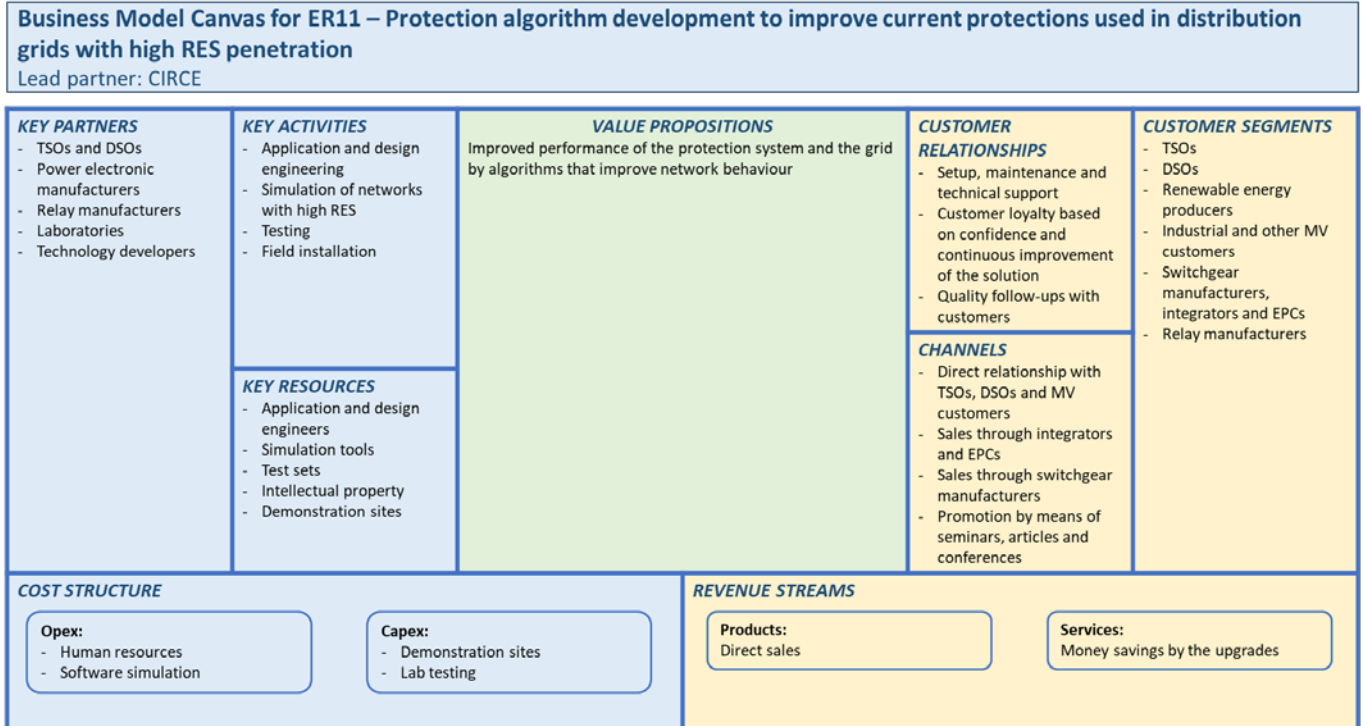 Business Model Canvas for ER11 – Protection algorithm development to improve current protections used in distribution
grids with high RES penetration
Lead partner: CIRCE
KEY PARTNERS
- TSOs and DSOs
- Power electronic
manufacturers
- Relay manufacturers
- Laboratories
- Technology developers
KEY ACTIVITIES
- Application and design
engineering
- Simulation of networks
with high RES
- Testing
- Field installation
KEY RESOURCES
- Application and design
engineers
- Simulation tools
- Test sets
- Intellectual property
- Demonstration sites
VALUE PROPOSITIONS
Improved performance of the protection system and the grid
by algorithms that improve network behaviour
CUSTOMER
RELATIONSHIPS
- Setup, maintenance and
technical support
- Customer loyalty based
on confidence and
continuous improvement
of the solution
- Quality follow-ups with
customers
CHANNELS
- Direct relationship with
TSOs, DSOs and MV
customers
- Sales through integrators
and EPCs
- Sales through switchgear
manufacturers
- Promotion by means of
seminars, articles and
conferences
CUSTOMER SEGMENTS
- TSOs
- DSOs
- Renewable energy
producers
- Industrial and other MV
customers
- Switchgear
manufacturers,
integrators and EPCs
- Relay manufacturers
COST STRUCTURE
Opex:
- Human resources
- Software simulation
Capex:
- Demonstration sites
- Lab testing
REVENUE STREAMS
Products:
Direct sales
Services:
Money savings by the upgrades